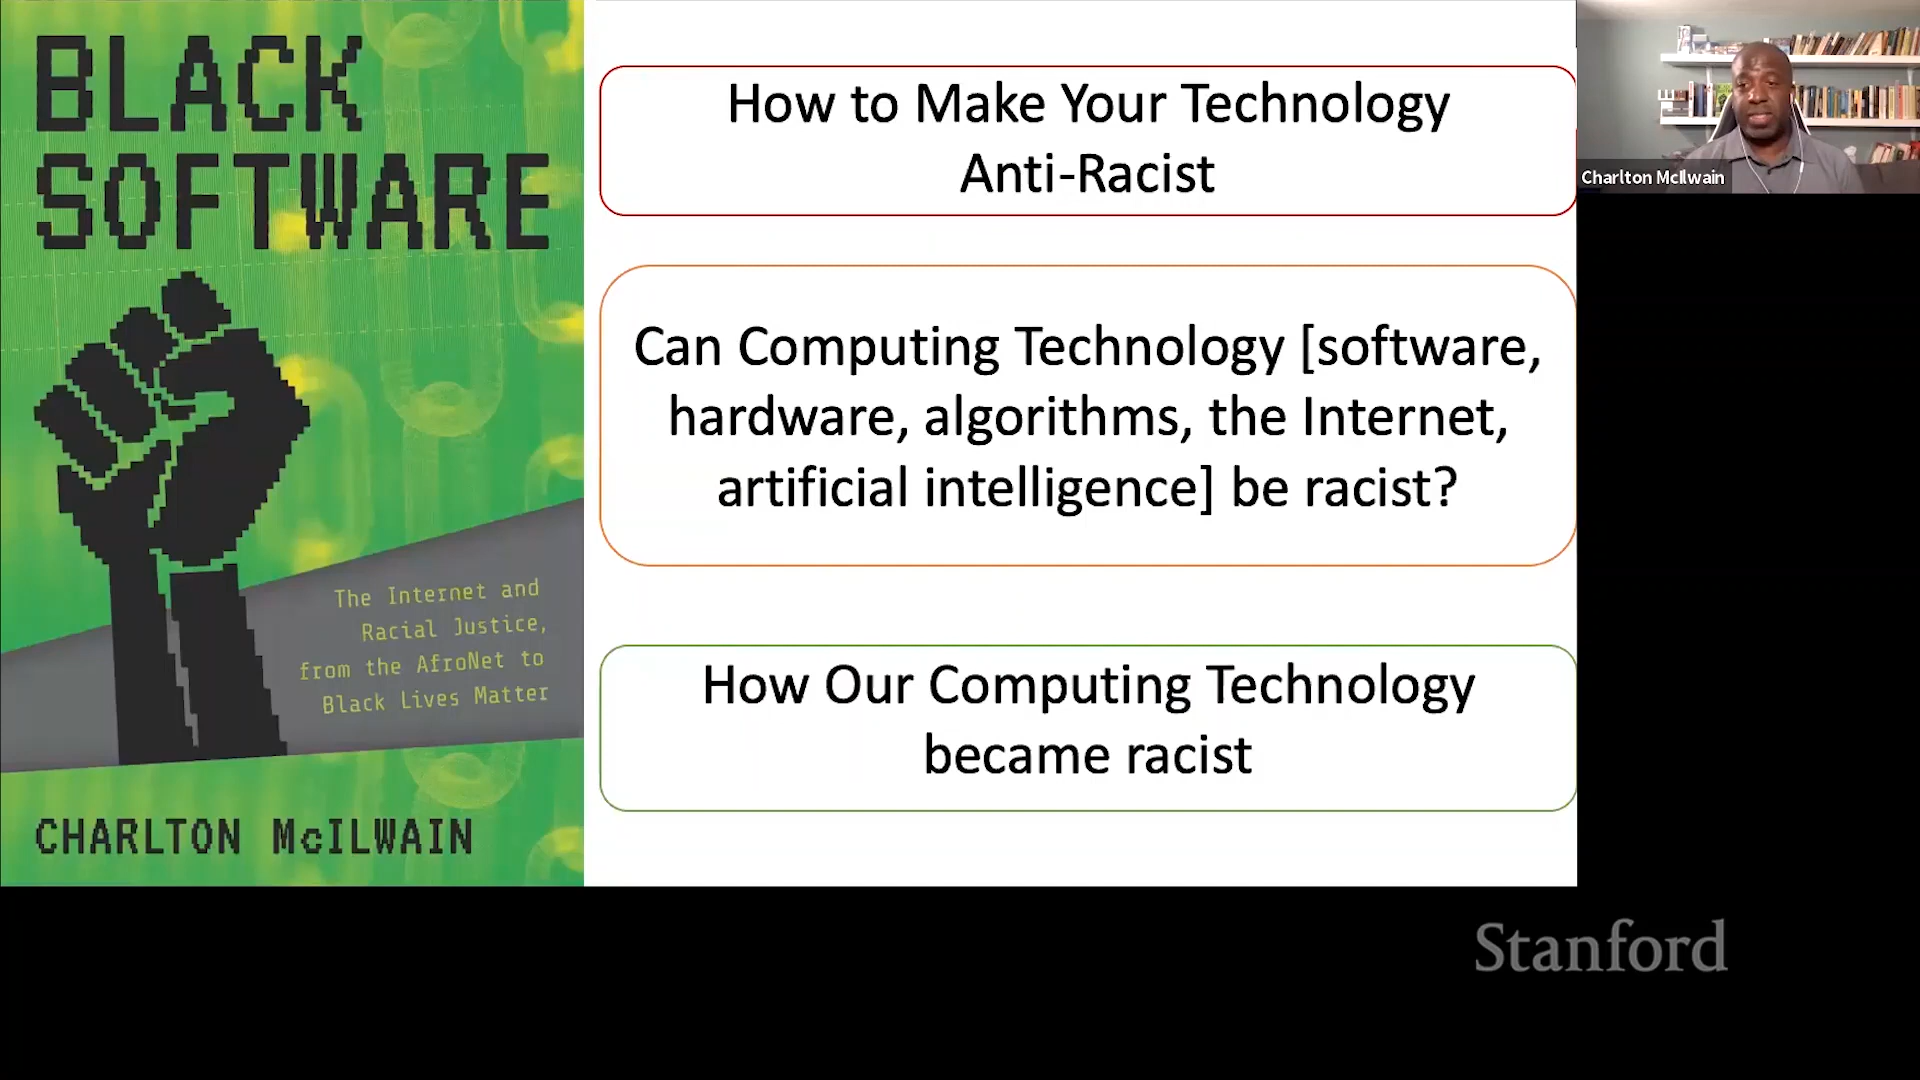 BLACK
SOFTWARE
The Internet and
Racial Justice,
from the AfroNet to
Black Lives Matter
CHARLTON McILWAIN
How to Make Your Technology
Anti-Racist
Can Computing Technology [software,
hardware, algorithms, the Internet,
artificial intelligence] be racist?
How Our Computing Technology
became racist
Charlton McIlwain
Stanford